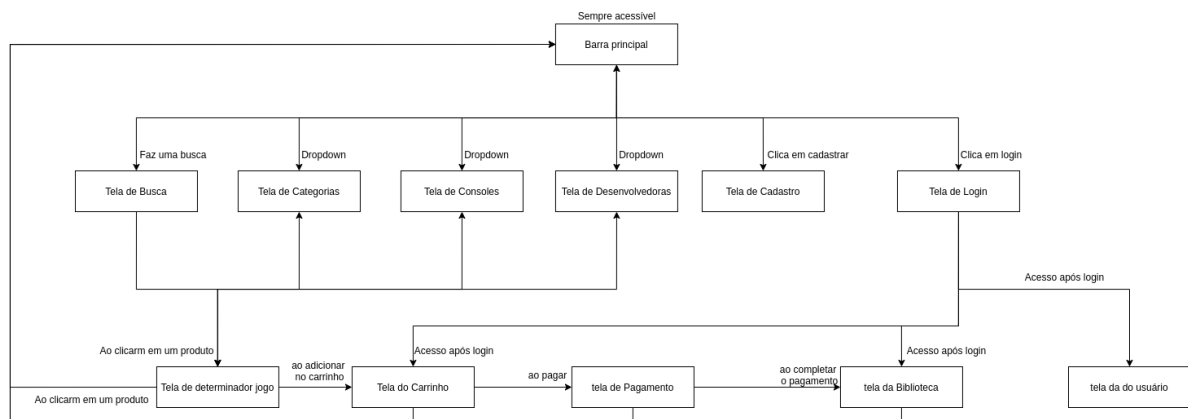 Sempre acessível
Barra principal
Faz uma busca
Dropdown
Dropdown
Dropdown
Clica em cadastrar
Clica em login
Tela de Busca
Tela de Categorias
Tela de Consoles
Tela de Desenvolvedoras
Tela de Cadastro
Tela de Login
Acesso após login
Ao clicarm em um produto
Acesso após login
Acesso após login
Tela de determinador jogo
ao adicionar
no carrinho
Tela do Carrinho
ao pagar
tela de Pagamento
ao completar
o pagamento
tela da Biblioteca
tela da do usuário
Ao clicarm em um produto